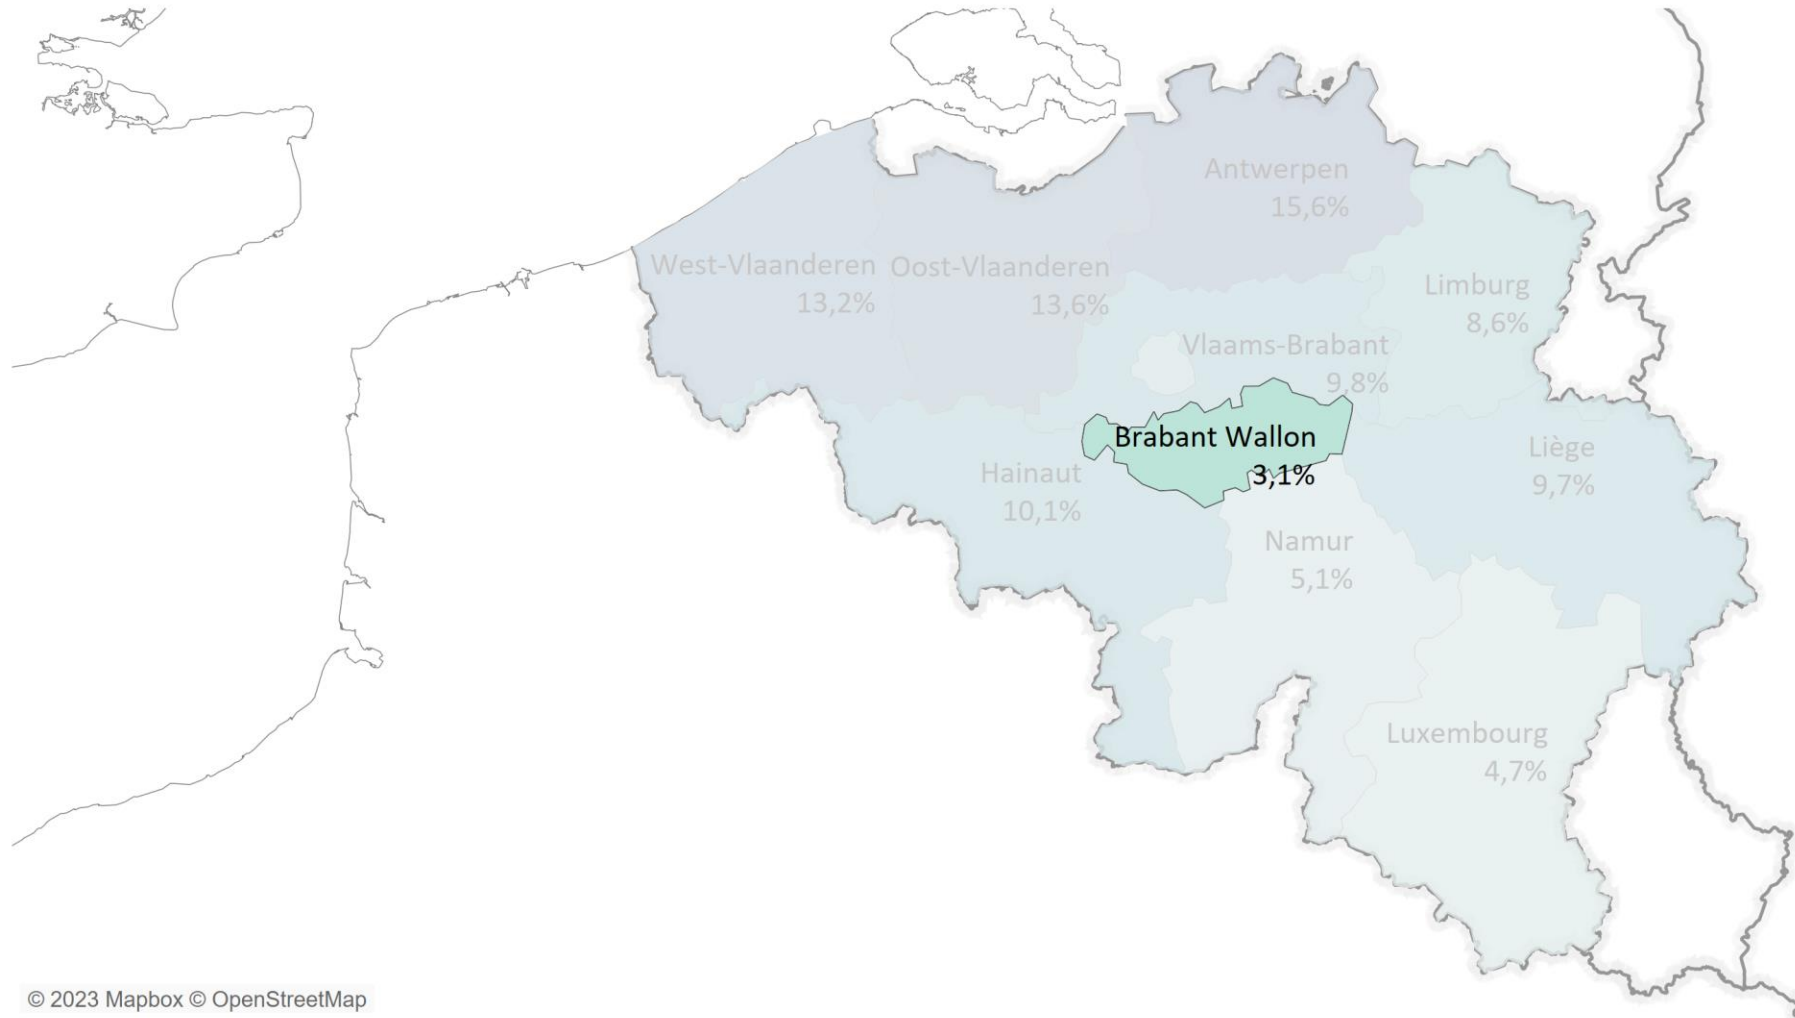 Antwerpen
15,6%
West-Vlaanderen
13,2%
Oost-Vlaanderen
13,6%
Limburg
8,6%
Vlaams-Brabant
9,8%
Brabant Wallon
3,1%
Liège
9,7%
Hainaut
10,1%
Namur
5,1%
Luxembourg
4,7%
© 2023 Mapbox © OpenStreetMap